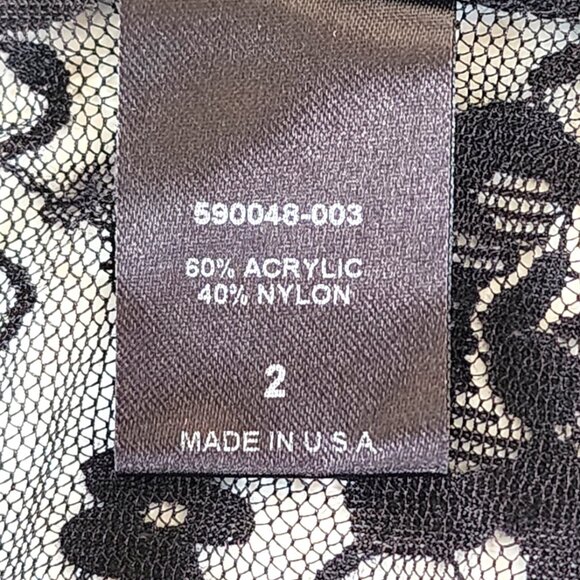 590048-003
60% ACRYLIC
40% NYLON
2
MADE IN U.S.A.